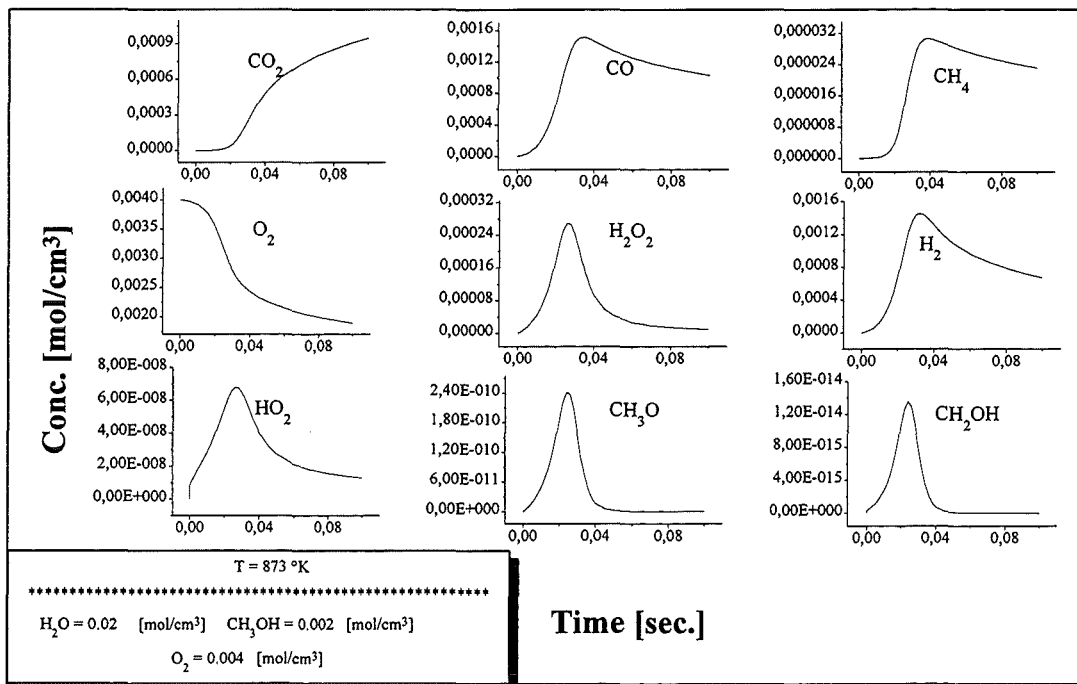 Conc. [mol/cm³]
0,0009
0,0006
0,0003
0,0000
0,00 0,04 0,08
CO₂
0,0016
0,0012
0,0008
0,0004
0,0000
0,00 0,04 0,08
CO
0,000032
0,000024
0,000016
0,000008
0,000000
0,00 0,04 0,08
CH₄
0,0040
0,0035
0,0030
0,0025
0,0020
0,00 0,04 0,08
O₂
0,00032
0,00024
0,00016
0,00008
0,00000
0,00 0,04 0,08
H₂O₂
0,0016
0,0012
0,0008
0,0004
0,0000
0,00 0,04 0,08
H₂
8,00E-008
6,00E-008
4,00E-008
2,00E-008
0,00E+000
0,00 0,04 0,08
HO₂
2,40E-010
1,80E-010
1,20E-010
6,00E-011
0,00E+000
0,00 0,04 0,08
CH₃O
1,60E-014
1,20E-014
8,00E-015
4,00E-015
0,00E+000
0,00 0,04 0,08
CH₂OH
T = 873 °K
H₂O = 0.02 [mol/cm³] CH₃OH = 0.002 [mol/cm³]
O₂ = 0.004 [mol/cm³]
Time [sec.]